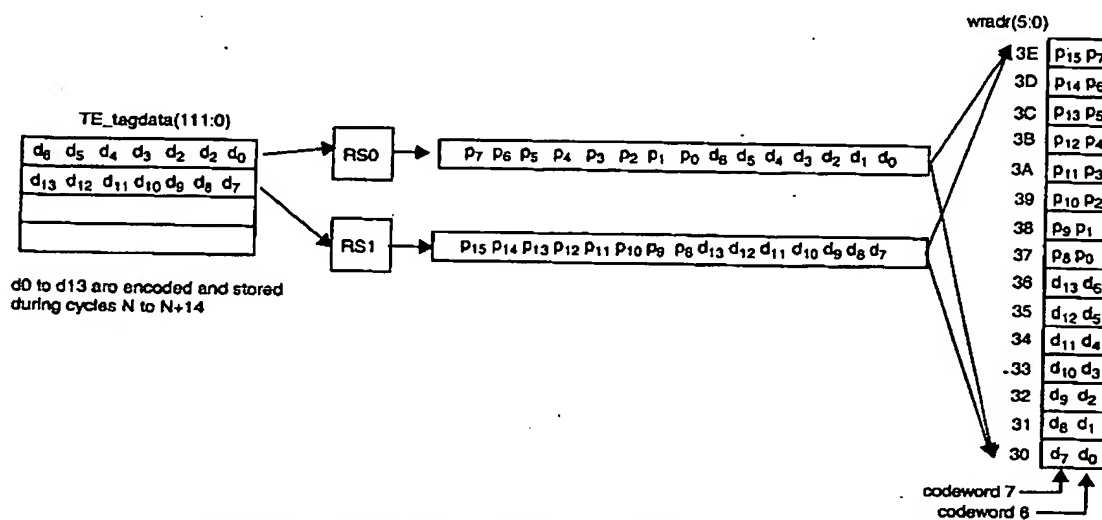 wradr(5:0)
TE_tagdata(111:0)
d6 d5 d4 d3 d2 d2 d0
d13 d12 d11 d10 d9 d8 d7
RS0
p7 p6 p5 p4 p3 p2 p1 p0 d6 d5 d4 d3 d2 d1 d0
RS1
p15 p14 p13 p12 p11 p10 p9 p8 d13 d12 d11 d10 d9 d8 d7
d0 to d13 are encoded and stored
during cycles N to N+14
3E p15 p7
3D p14 p6
3C p13 p5
3B p12 p4
3A p11 p3
39 p10 p2
38 p9 p1
37 p8 p0
36 d13 d6
35 d12 d5
34 d11 d4
33 d10 d3
32 d9 d2
31 d8 d1
30 d7 d0
codeword 7
codeword 6